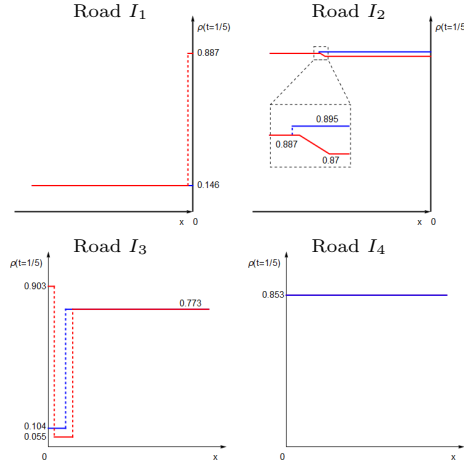 Road I1
ρ(t=1/5)
0.887
0.146
x 0
Road I2
ρ(t=1/5)
0.895
0.887
0.87
x 0
Road I3
ρ(t=1/5)
0.903
0.773
0.104
0.055
0
x
Road I4
ρ(t=1/5)
0.853
0
x